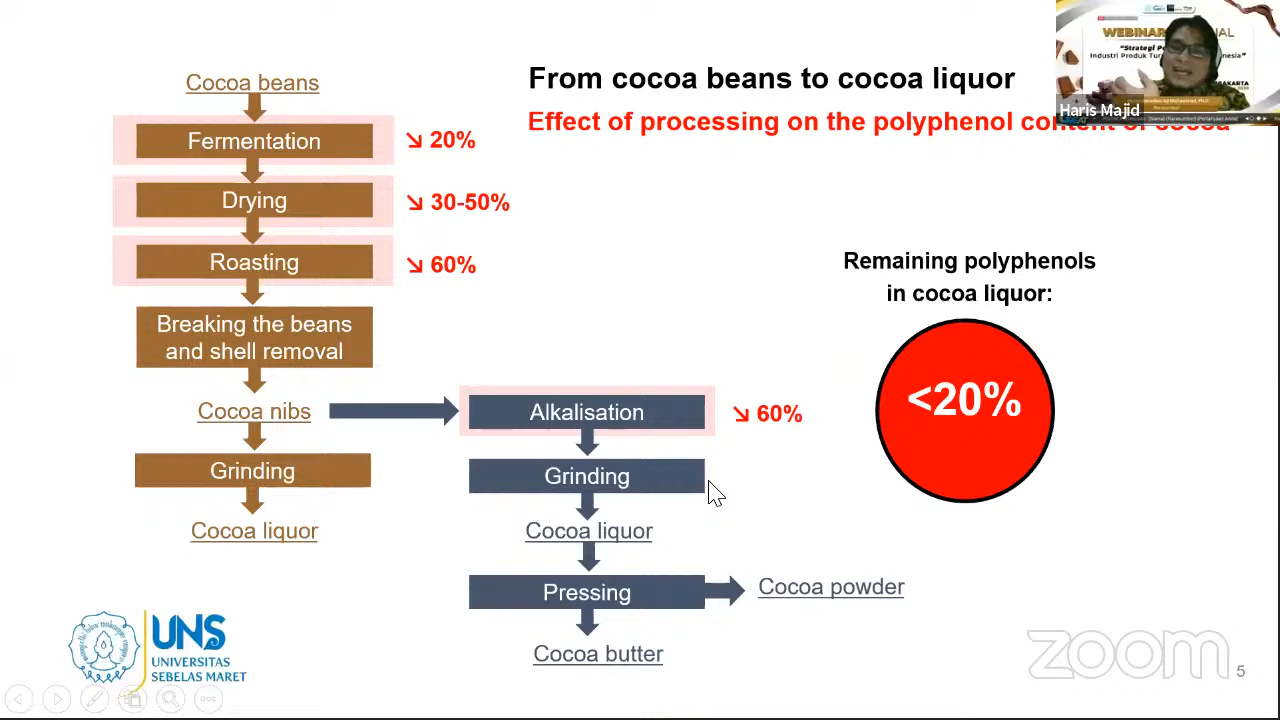 From cocoa beans to cocoa liquor
Effect of processing on the polyphenol content of cocoa
Cocoa beans
Fermentation
↘ 20%
Drying
↘ 30-50%
Roasting
↘ 60%
Breaking the beans
and shell removal
Cocoa nibs
Grinding
Cocoa liquor
Alkalisation
↘ 60%
Grinding
Cocoa liquor
Pressing
Cocoa powder
Cocoa butter
Remaining polyphenols
in cocoa liquor:
<20%
UNS
UNIVERSITAS
SEBELAS MARET
zoom
5
WEBINAR
"Strategi
Industri Produk
Haris Majid